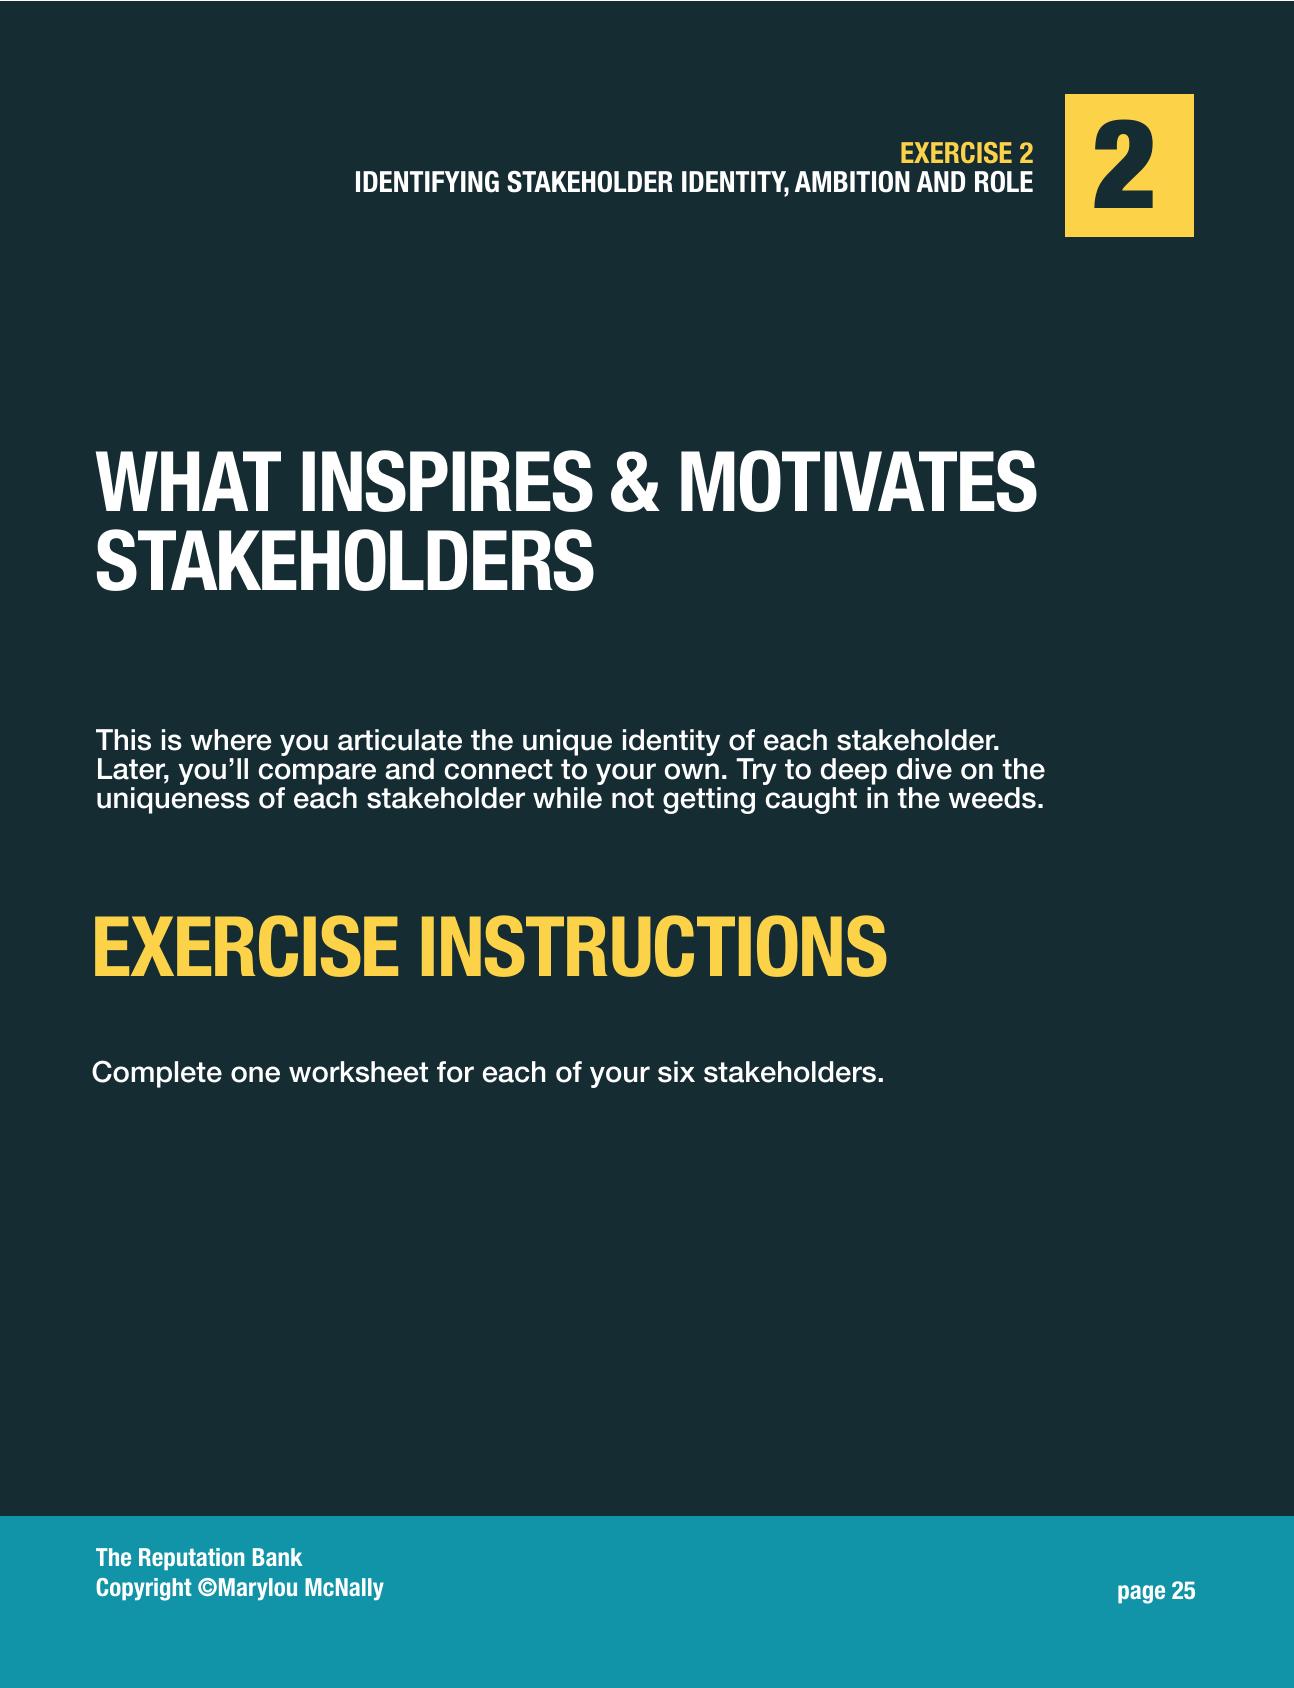 EXERCISE 2
IDENTIFYING STAKEHOLDER IDENTITY, AMBITION AND ROLE
2
WHAT INSPIRES & MOTIVATES
STAKEHOLDERS
This is where you articulate the unique identity of each stakeholder.
Later, you’ll compare and connect to your own. Try to deep dive on the
uniqueness of each stakeholder while not getting caught in the weeds.
EXERCISE INSTRUCTIONS
Complete one worksheet for each of your six stakeholders.
The Reputation Bank
Copyright ©Marylou McNally
page 25